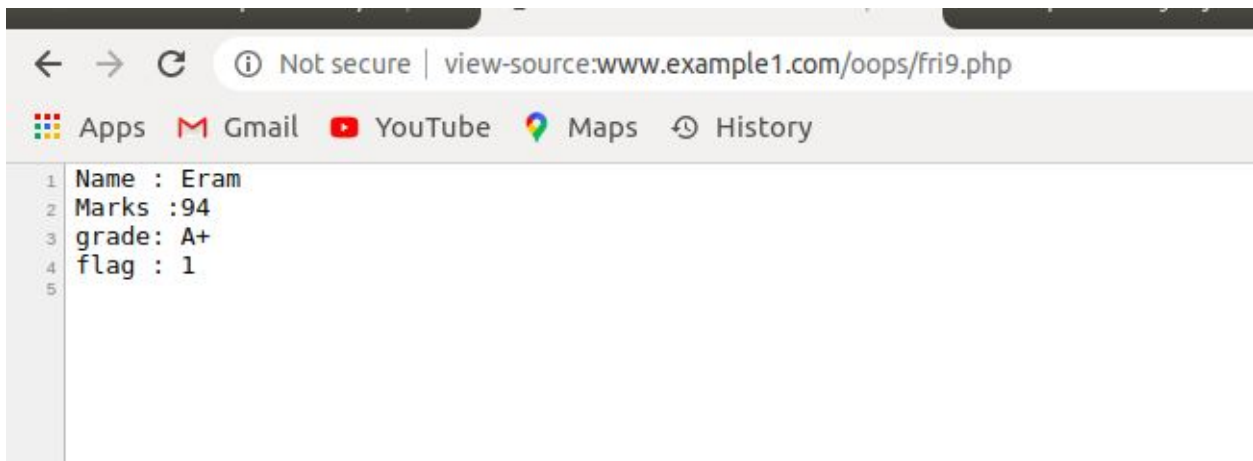 Not secure | view-source:www.example1.com/oops/fri9.php
Apps Gmail YouTube Maps History
1 Name : Eram
2 Marks :94
3 grade: A+
4 flag : 1
5